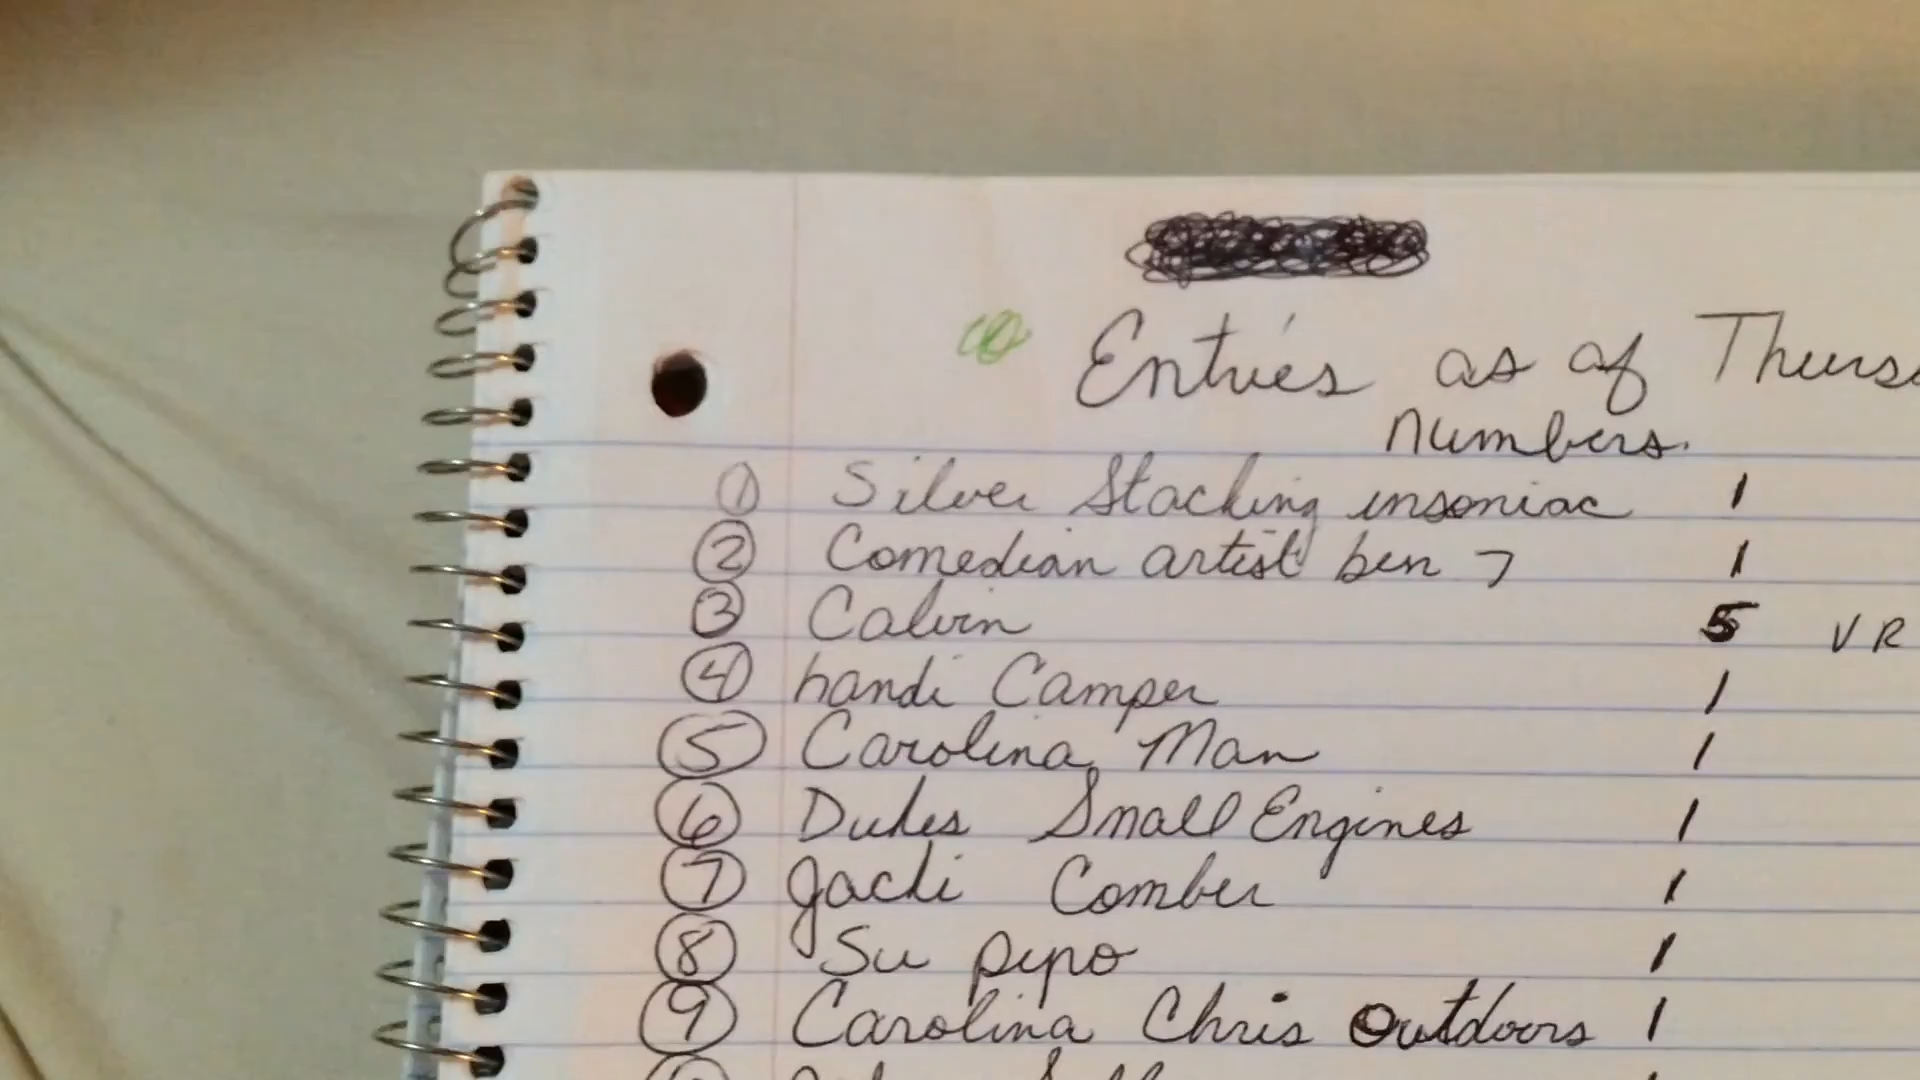 Entries as of Thurs
numbers.
① Silver Stacking insoniac 1
② Comedian artist ben 7 1
③ Calvin 5 VR
④ handi Camper 1
⑤ Carolina Man 1
⑥ Dukes Small Engines 1
⑦ Jacki Comber 1
⑧ Su pipo 1
⑨ Carolina Chris Outdoors 1